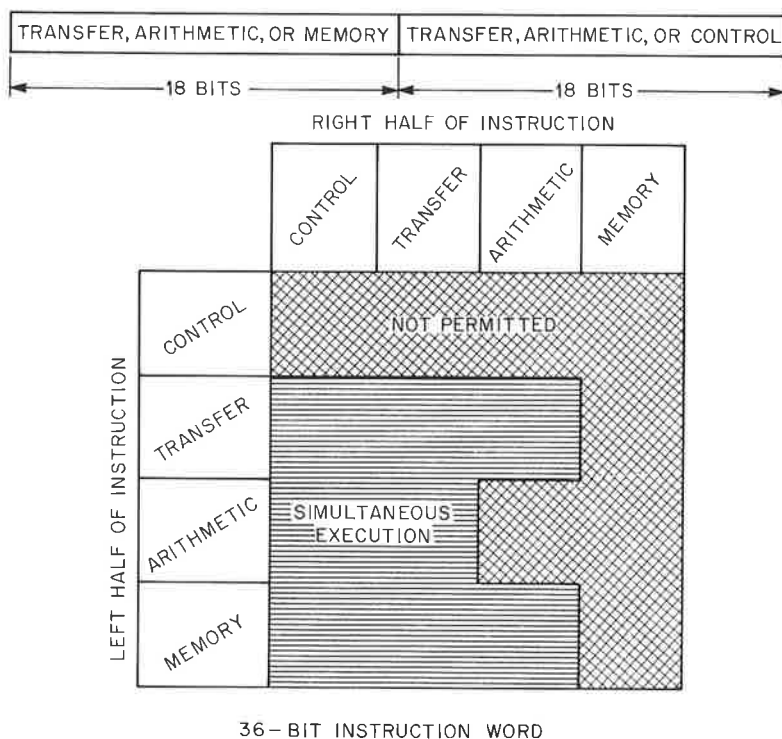 TRANSFER, ARITHMETIC, OR MEMORY
TRANSFER, ARITHMETIC, OR CONTROL
18 BITS
18 BITS
RIGHT HALF OF INSTRUCTION
CONTROL
TRANSFER
ARITHMETIC
MEMORY
LEFT HALF OF INSTRUCTION
CONTROL
NOT PERMITTED
TRANSFER
ARITHMETIC
SIMULTANEOUS
EXECUTION
MEMORY
36-BIT INSTRUCTION WORD